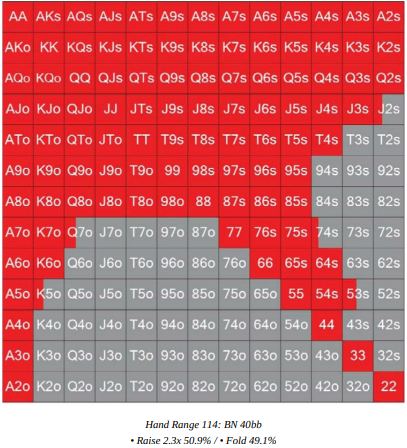 AA AKs AQs AJs ATs A9s A8s A7s A6s A5s A4s A3s A2s
AKo KK KQs KJs KTs K9s K8s K7s K6s K5s K4s K3s K2s
AQo KQo QQ QJs QTs Q9s Q8s Q7s Q6s Q5s Q4s Q3s Q2s
AJo KJo QJo JJ JTs J9s J8s J7s J6s J5s J4s J3s J2s
ATo KTo QTo JTo TT T9s T8s T7s T6s T5s T4s T3s T2s
A9o K9o Q9o J9o T9o 99 98s 97s 96s 95s 94s 93s 92s
A8o K8o Q8o J8o T8o 98o 88 87s 86s 85s 84s 83s 82s
A7o K7o Q7o J7o T7o 97o 87o 77 76s 75s 74s 73s 72s
A6o K6o Q6o J6o T6o 96o 86o 76o 66 65s 64s 63s 62s
A5o K5o Q5o J5o T5o 95o 85o 75o 65o 55 54s 53s 52s
A4o K4o Q4o J4o T4o 94o 84o 74o 64o 54o 44 43s 42s
A3o K3o Q3o J3o T3o 93o 83o 73o 63o 53o 43o 33 32s
A2o K2o Q2o J2o T2o 92o 82o 72o 62o 52o 42o 32o 22
Hand Range 114: BN 40bb
• Raise 2.3x 50.9% / • Fold 49.1%